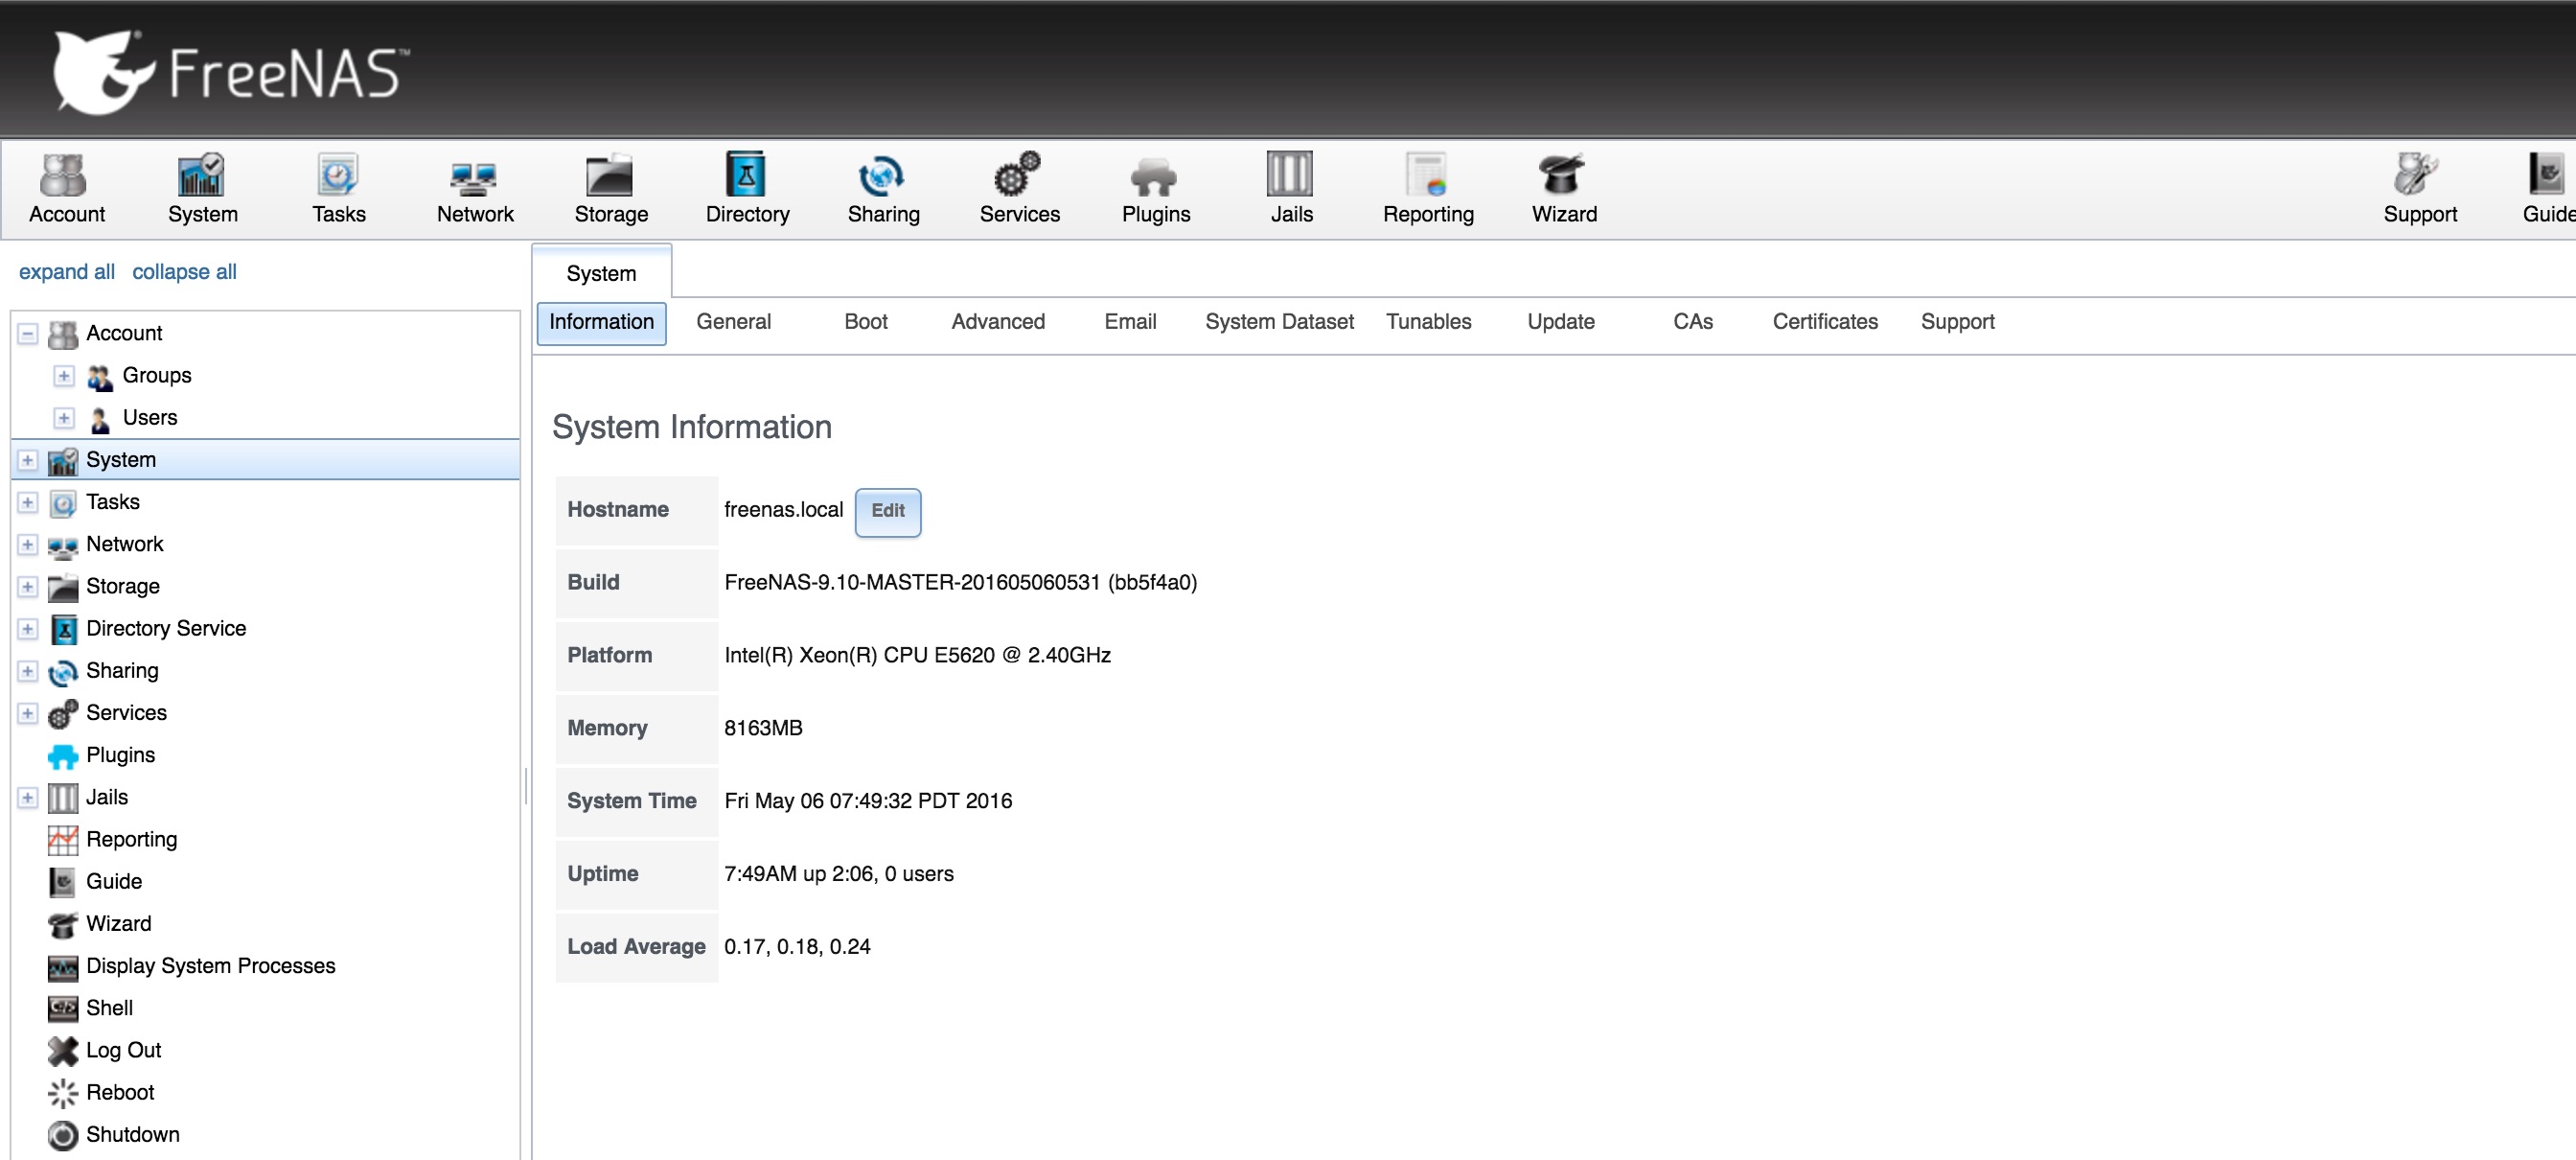 FreeNAS™
Account System Tasks Network Storage Directory Sharing Services Plugins Jails Reporting Wizard Support Guide
expand all collapse all
System
Information General Boot Advanced Email System Dataset Tunables Update CAs Certificates Support
Account
Groups
Users
System
Tasks
Network
Storage
Directory Service
Sharing
Services
Plugins
Jails
Reporting
Guide
Wizard
Display System Processes
Shell
Log Out
Reboot
Shutdown
System Information
Hostname freenas.local Edit
Build FreeNAS-9.10-MASTER-201605060531 (bb5f4a0)
Platform Intel(R) Xeon(R) CPU E5620 @ 2.40GHz
Memory 8163MB
System Time Fri May 06 07:49:32 PDT 2016
Uptime 7:49AM up 2:06, 0 users
Load Average 0.17, 0.18, 0.24